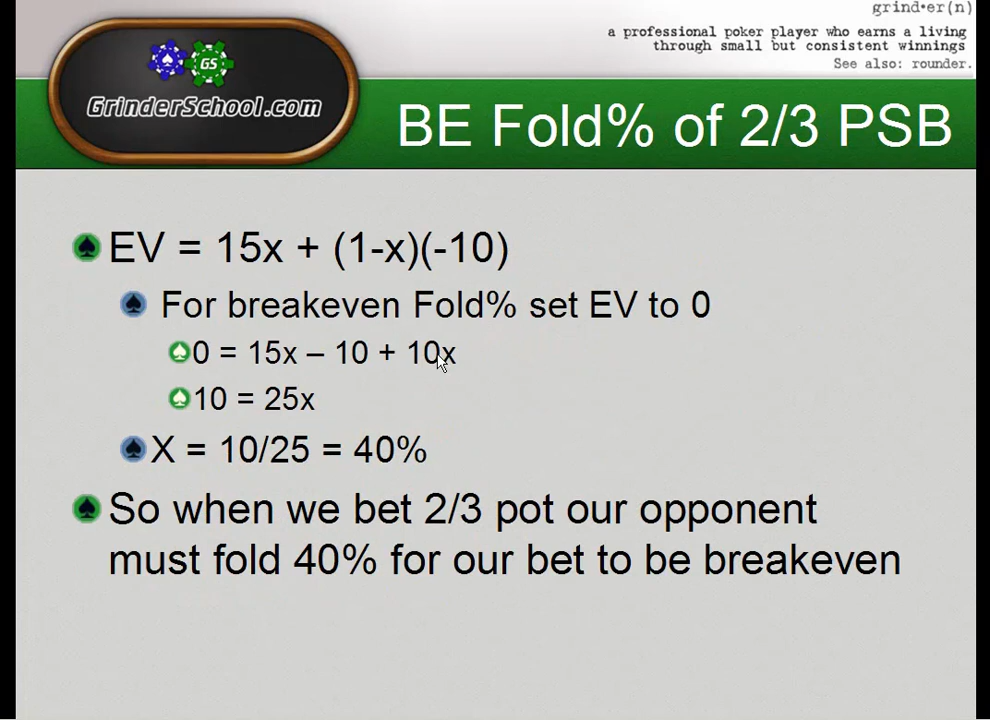 grind•er(n)
a professional poker player who earns a living
through small but consistent winnings
See also: rounder.
GS
GrinderSchool.com
BE Fold% of 2/3 PSB
EV = 15x + (1-x)(-10)
For breakeven Fold% set EV to 0
0 = 15x – 10 + 10x
10 = 25x
X = 10/25 = 40%
So when we bet 2/3 pot our opponent
must fold 40% for our bet to be breakeven